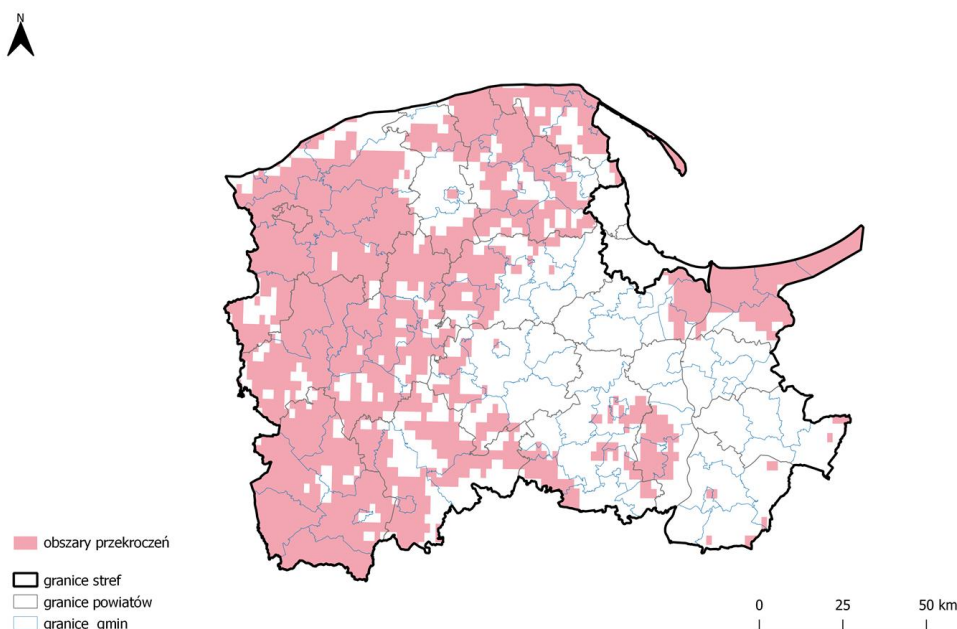 N
obszary przekroczeń
granice stref
granice powiatów
granice gmin
0 25 50 km